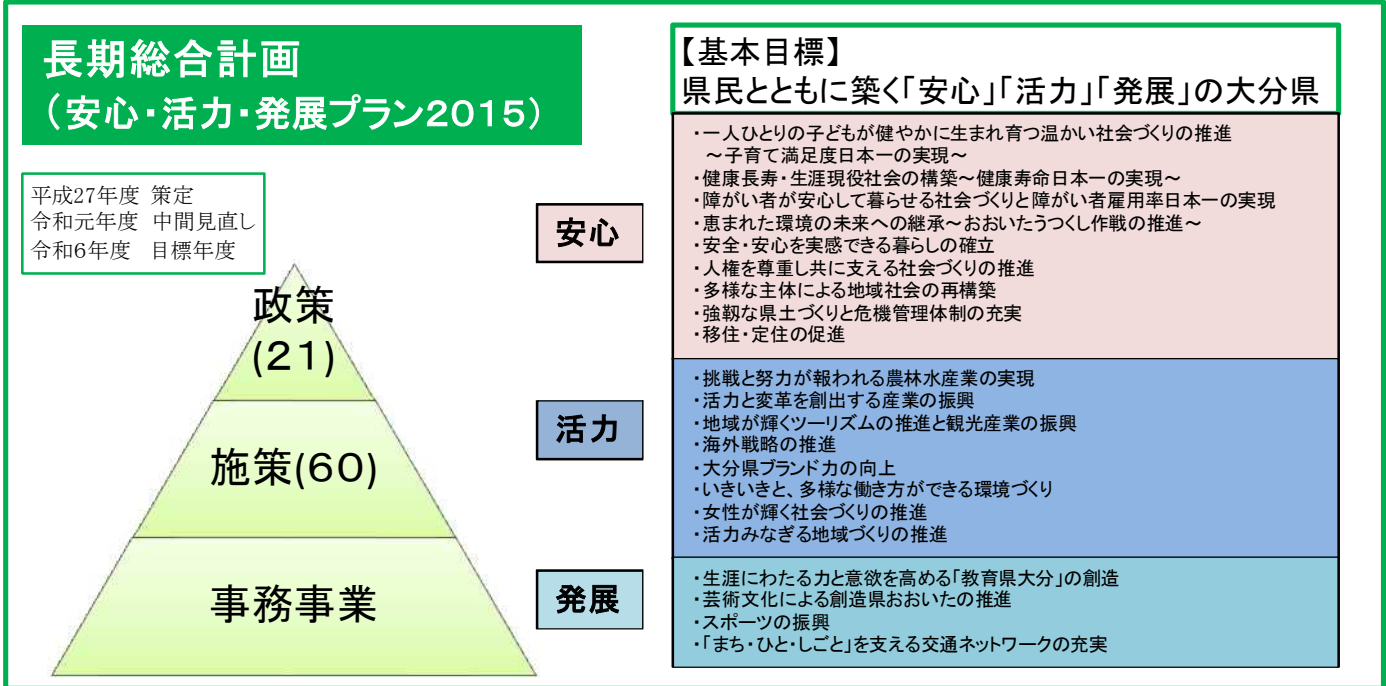 長期総合計画
（安心・活力・発展プラン2015）
平成27年度 策定
令和元年度 中間見直し
令和6年度 目標年度
政策
(21)
施策(60)
事務事業
【基本目標】
県民とともに築く「安心」「活力」「発展」の大分県
安心
・一人ひとりの子どもが健やかに生まれ育つ温かい社会づくりの推進
～子育て満足度日本一の実現～
・健康長寿・生涯現役社会の構築～健康寿命日本一の実現～
・障がい者が安心して暮らせる社会づくりと障がい者雇用率日本一の実現
・恵まれた環境の未来への継承～おおいたうつくし作戦の推進～
・安全・安心を実感できる暮らしの確立
・人権を尊重し共に支える社会づくりの推進
・多様な主体による地域社会の再構築
・強靱な県土づくりと危機管理体制の充実
・移住・定住の促進
活力
・挑戦と努力が報われる農林水産業の実現
・活力と変革を創出する産業の振興
・地域が輝くツーリズムの推進と観光産業の振興
・海外戦略の推進
・大分県ブランド力の向上
・いきいきと、多様な働き方ができる環境づくり
・女性が輝く社会づくりの推進
・活力みなぎる地域づくりの推進
発展
・生涯にわたる力と意欲を高める「教育県大分」の創造
・芸術文化による創造県おおいたの推進
・スポーツの振興
・「まち・ひと・しごと」を支える交通ネットワークの充実